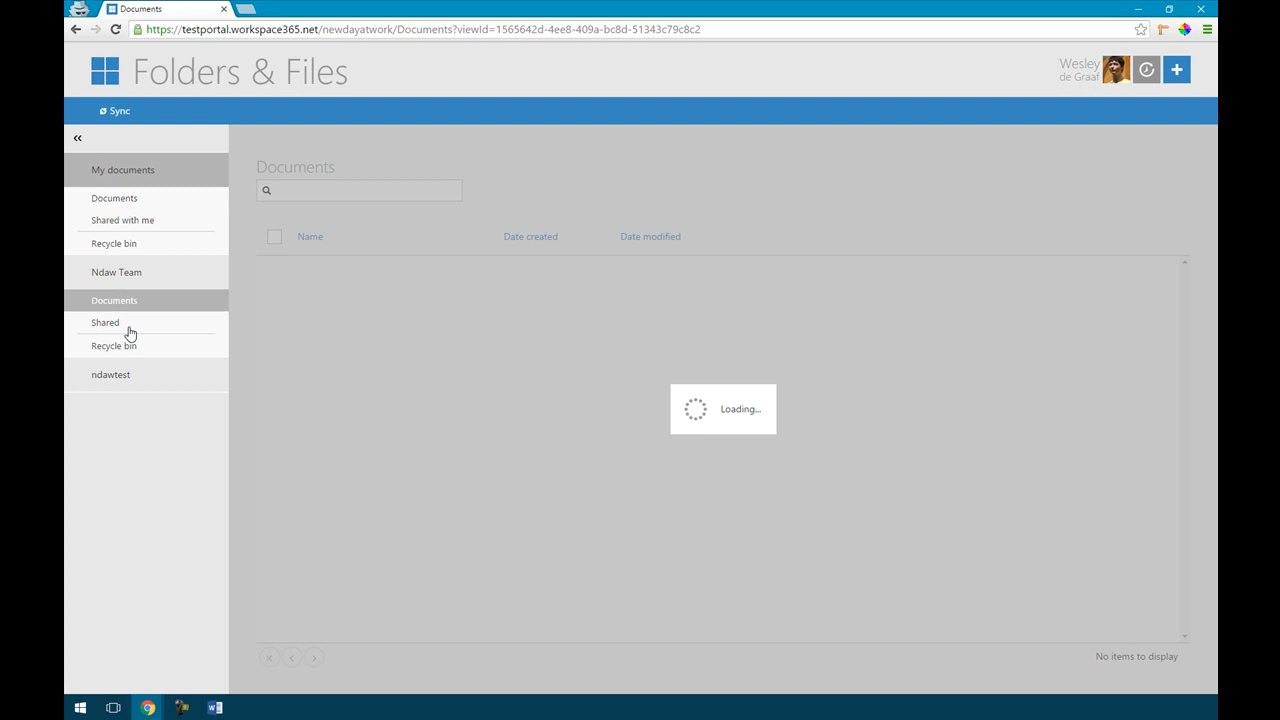 Documents
https://testportal.workspace365.net/newdayatwork/Documents?viewId=1565642d-4ee8-409a-bc8d-51343c79c8c2
Folders & Files
Wesley
de Graaf
Sync
My documents
Documents
Shared with me
Recycle bin
Ndaw Team
Documents
Shared
Recycle bin
ndawtest
Documents
Name Date created Date modified
Loading...
No items to display